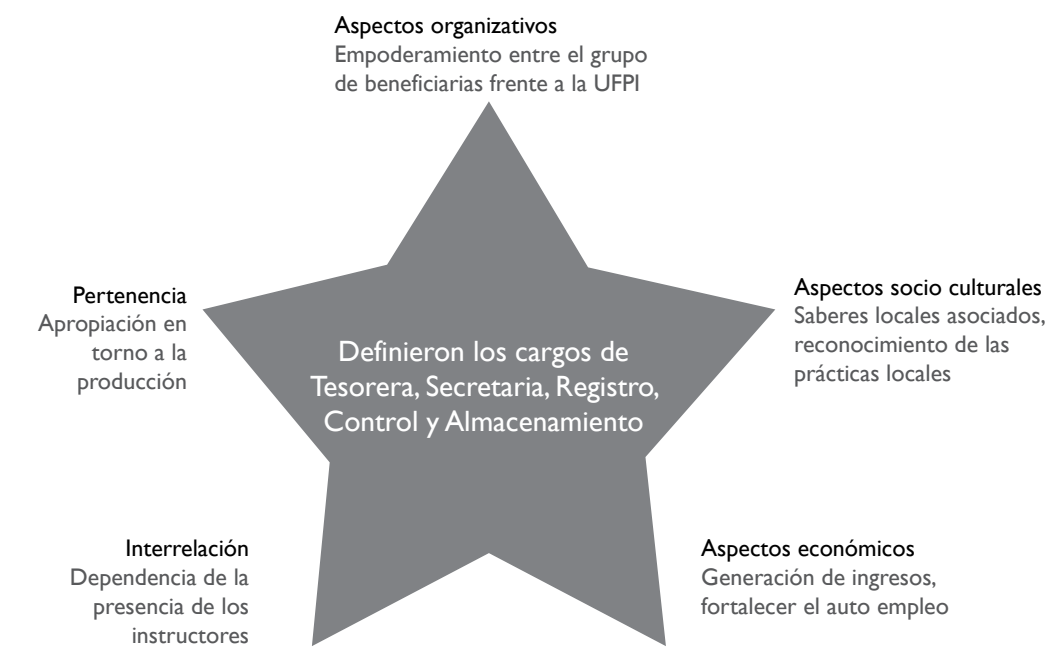 Aspectos organizativos
Empoderamiento entre el grupo
de beneficiarias frente a la UFPI
Pertenencia
Apropiación en
torno a la
producción
Aspectos socio culturales
Saberes locales asociados,
reconocimiento de las
prácticas locales
Definieron los cargos de
Tesorera, Secretaria, Registro,
Control y Almacenamiento
Interrelación
Dependencia de la
presencia de los
instructores
Aspectos económicos
Generación de ingresos,
fortalecer el auto empleo